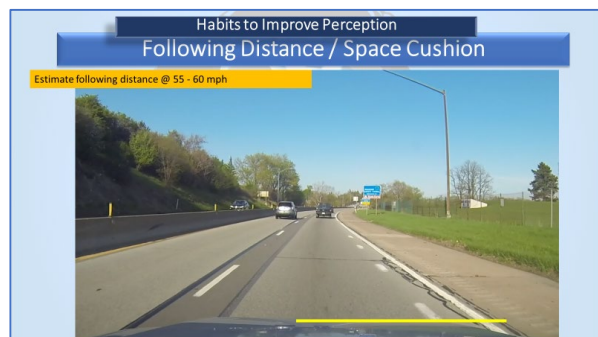 Habits to Improve Perception
Following Distance / Space Cushion
Estimate following distance @ 55 - 60 mph